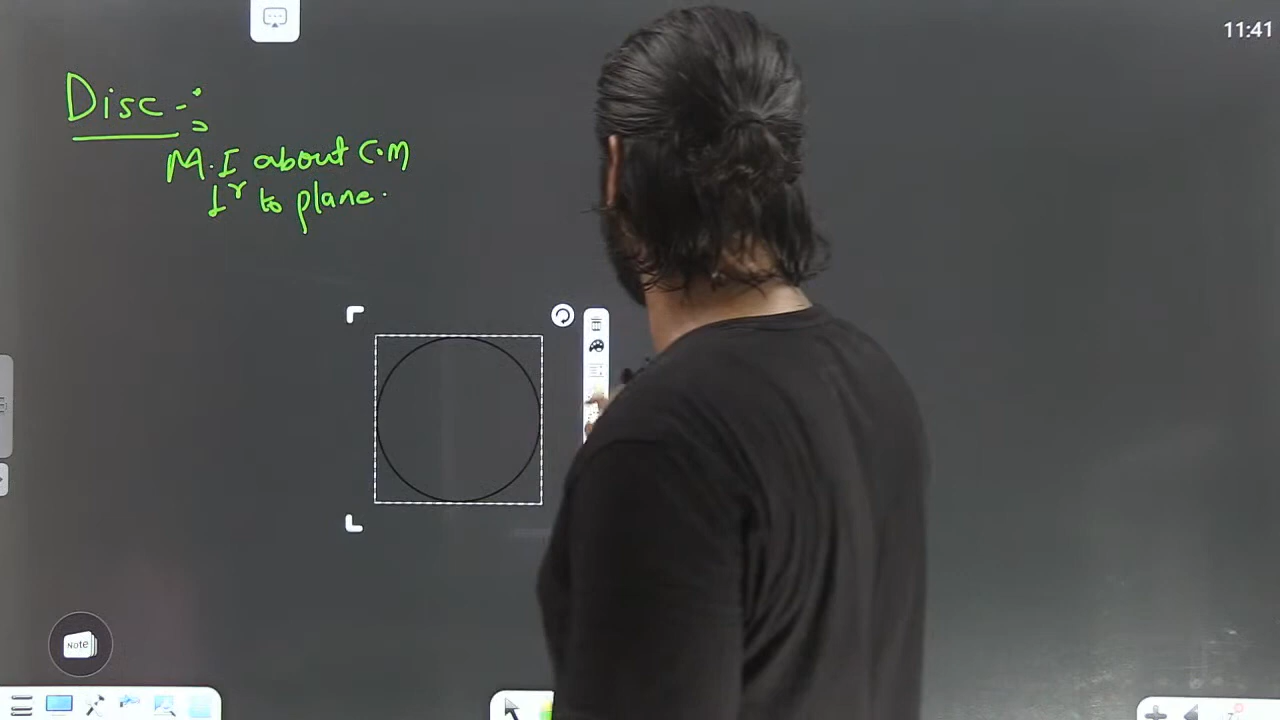 11:41
Disc -:
M.I about C.M
⊥r to plane.
Note